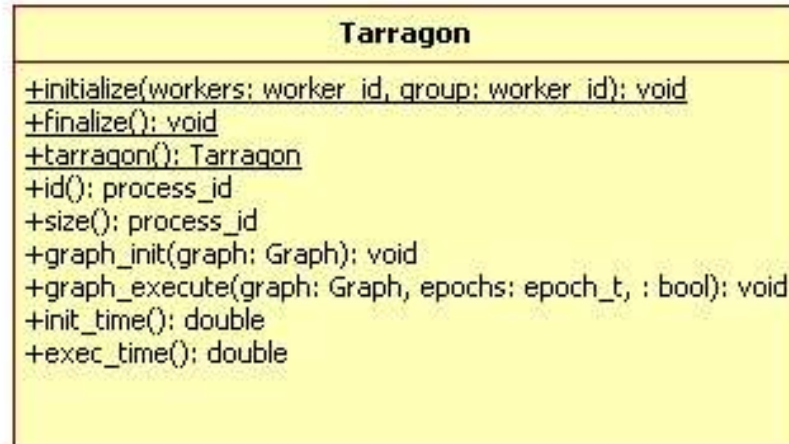 Tarragon
+initialize(workers: worker_id, group: worker_id): void
+finalize(): void
+tarragon(): Tarragon
+id(): process_id
+size(): process_id
+graph_init(graph: Graph): void
+graph_execute(graph: Graph, epochs: epoch_t, : bool): void
+init_time(): double
+exec_time(): double